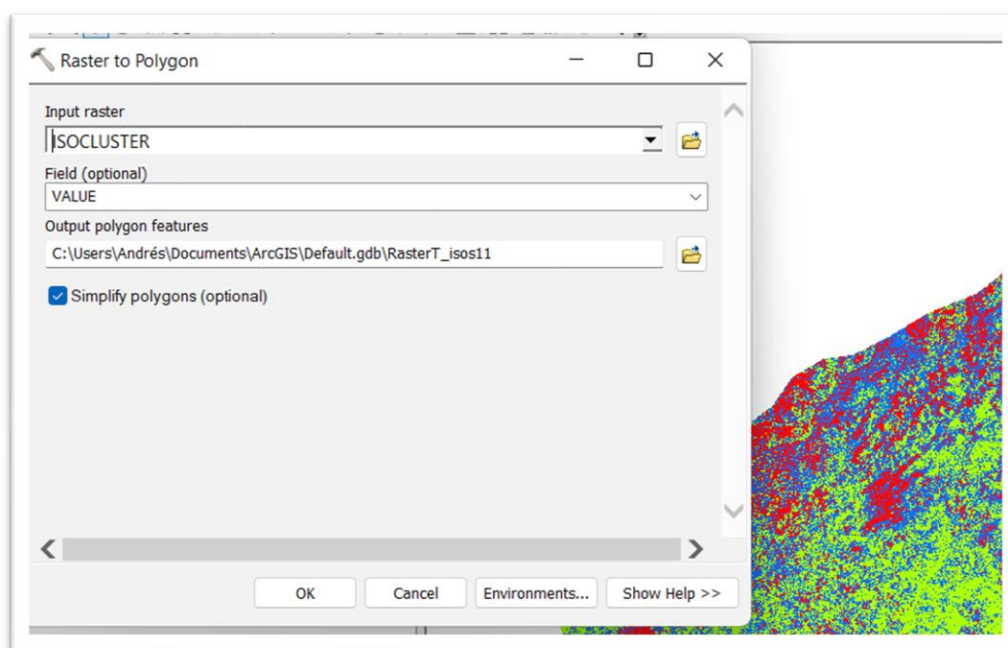 Raster to Polygon
Input raster
ISOCLUSTER
Field (optional)
VALUE
Output polygon features
C:\Users\Andrés\Documents\ArcGIS\Default.gdb\RasterT_isos11
Simplify polygons (optional)
OK Cancel Environments... Show Help >>